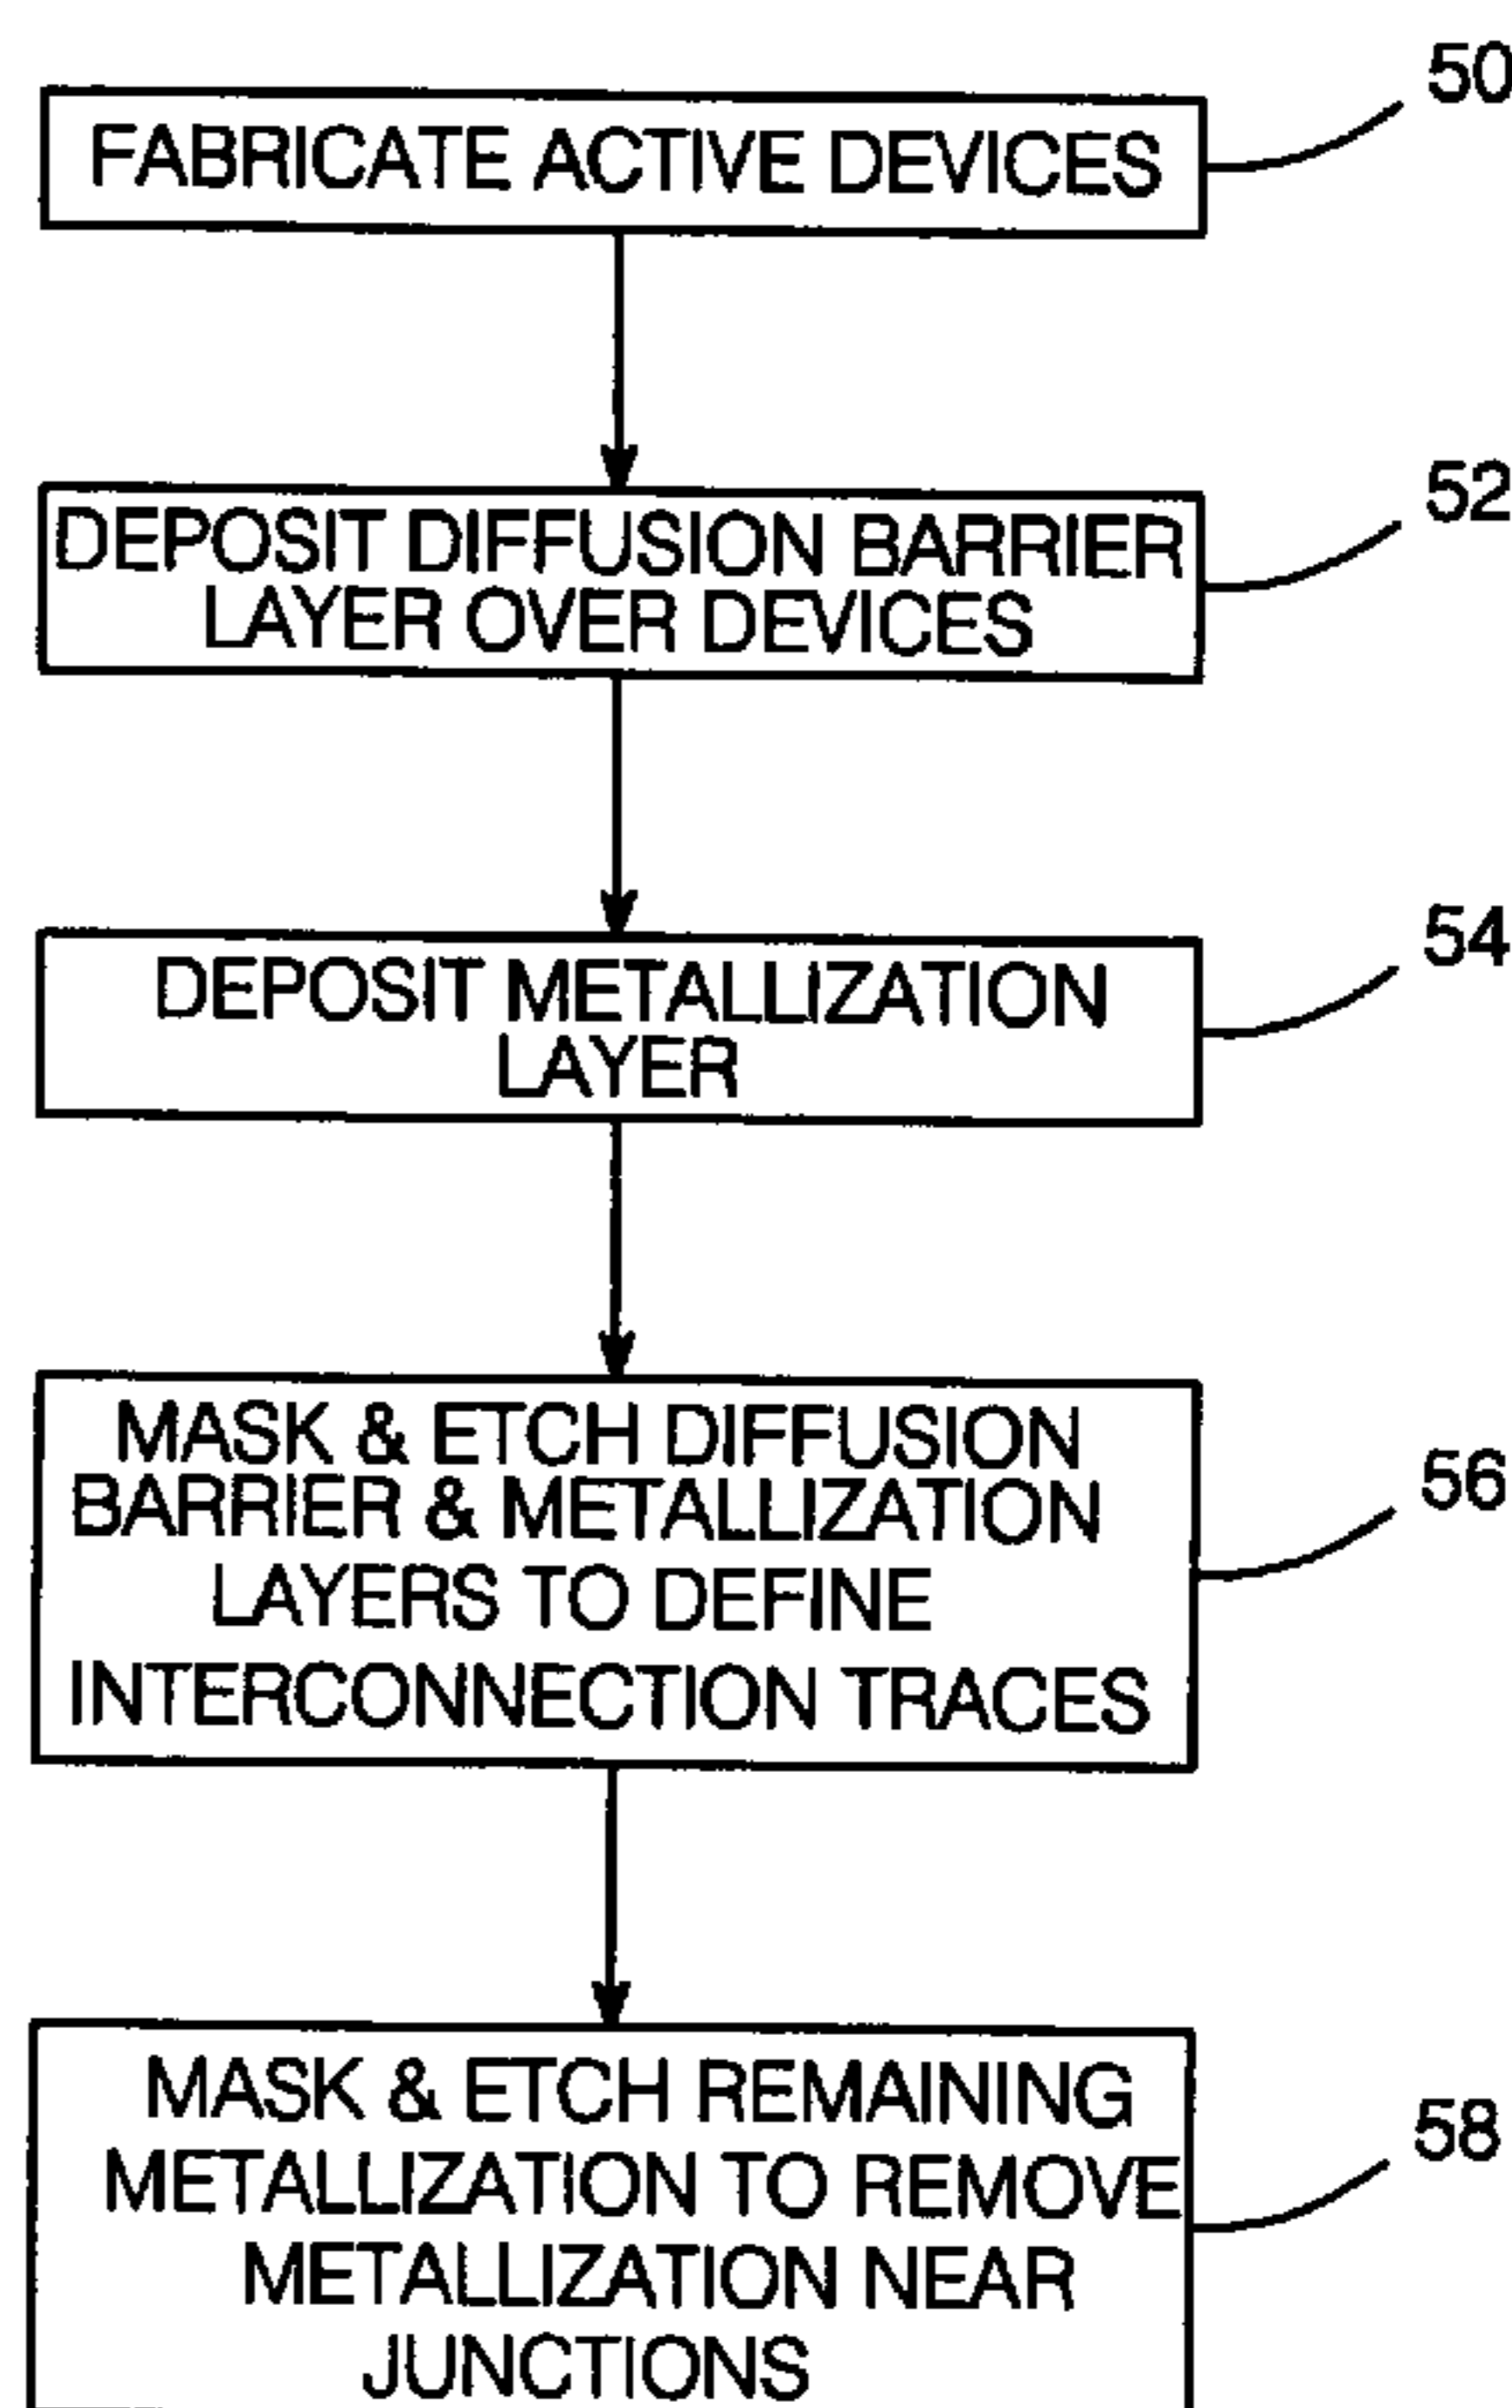 50
FABRICATE ACTIVE DEVICES
52
DEPOSIT DIFFUSION BARRIER
LAYER OVER DEVICES
54
DEPOSIT METALLIZATION
LAYER
56
MASK & ETCH DIFFUSION
BARRIER & METALLIZATION
LAYERS TO DEFINE
INTERCONNECTION TRACES
58
MASK & ETCH REMAINING
METALLIZATION TO REMOVE
METALLIZATION NEAR
JUNCTIONS